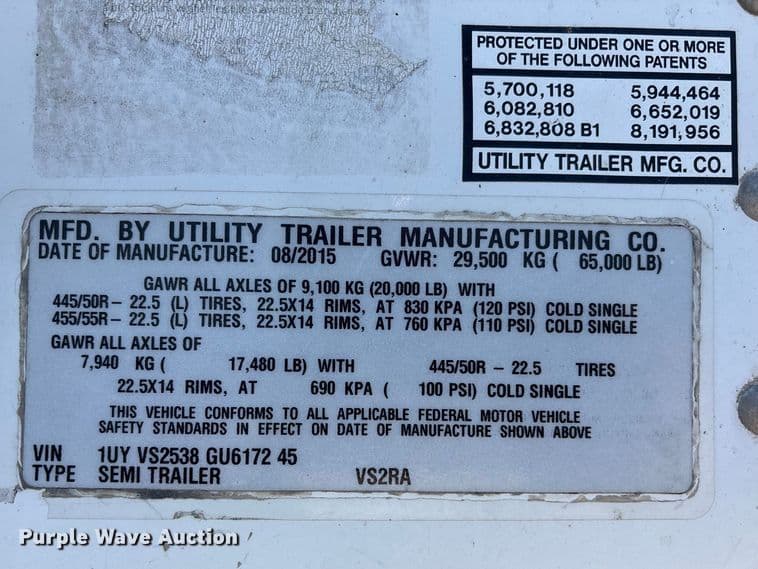 PROTECTED UNDER ONE OR MORE
OF THE FOLLOWING PATENTS
5,700,118 5,944,464
6,082,810 6,652,019
6,832,808 B1 8,191,956
UTILITY TRAILER MFG. CO.
MFD. BY UTILITY TRAILER MANUFACTURING CO.
DATE OF MANUFACTURE: 08/2015 GVWR: 29,500 KG ( 65,000 LB)
GAWR ALL AXLES OF 9,100 KG (20,000 LB) WITH
445/50R- 22.5 (L) TIRES, 22.5X14 RIMS, AT 830 KPA (120 PSI) COLD SINGLE
455/55R- 22.5 (L) TIRES, 22.5X14 RIMS, AT 760 KPA (110 PSI) COLD SINGLE
GAWR ALL AXLES OF
7,940 KG ( 17,480 LB) WITH 445/50R - 22.5 TIRES
22.5X14 RIMS, AT 690 KPA ( 100 PSI) COLD SINGLE
THIS VEHICLE CONFORMS TO ALL APPLICABLE FEDERAL MOTOR VEHICLE
SAFETY STANDARDS IN EFFECT ON DATE OF MANUFACTURE SHOWN ABOVE
VIN 1UY VS2538 GU6172 45
TYPE SEMI TRAILER VS2RA
Purple Wave Auction